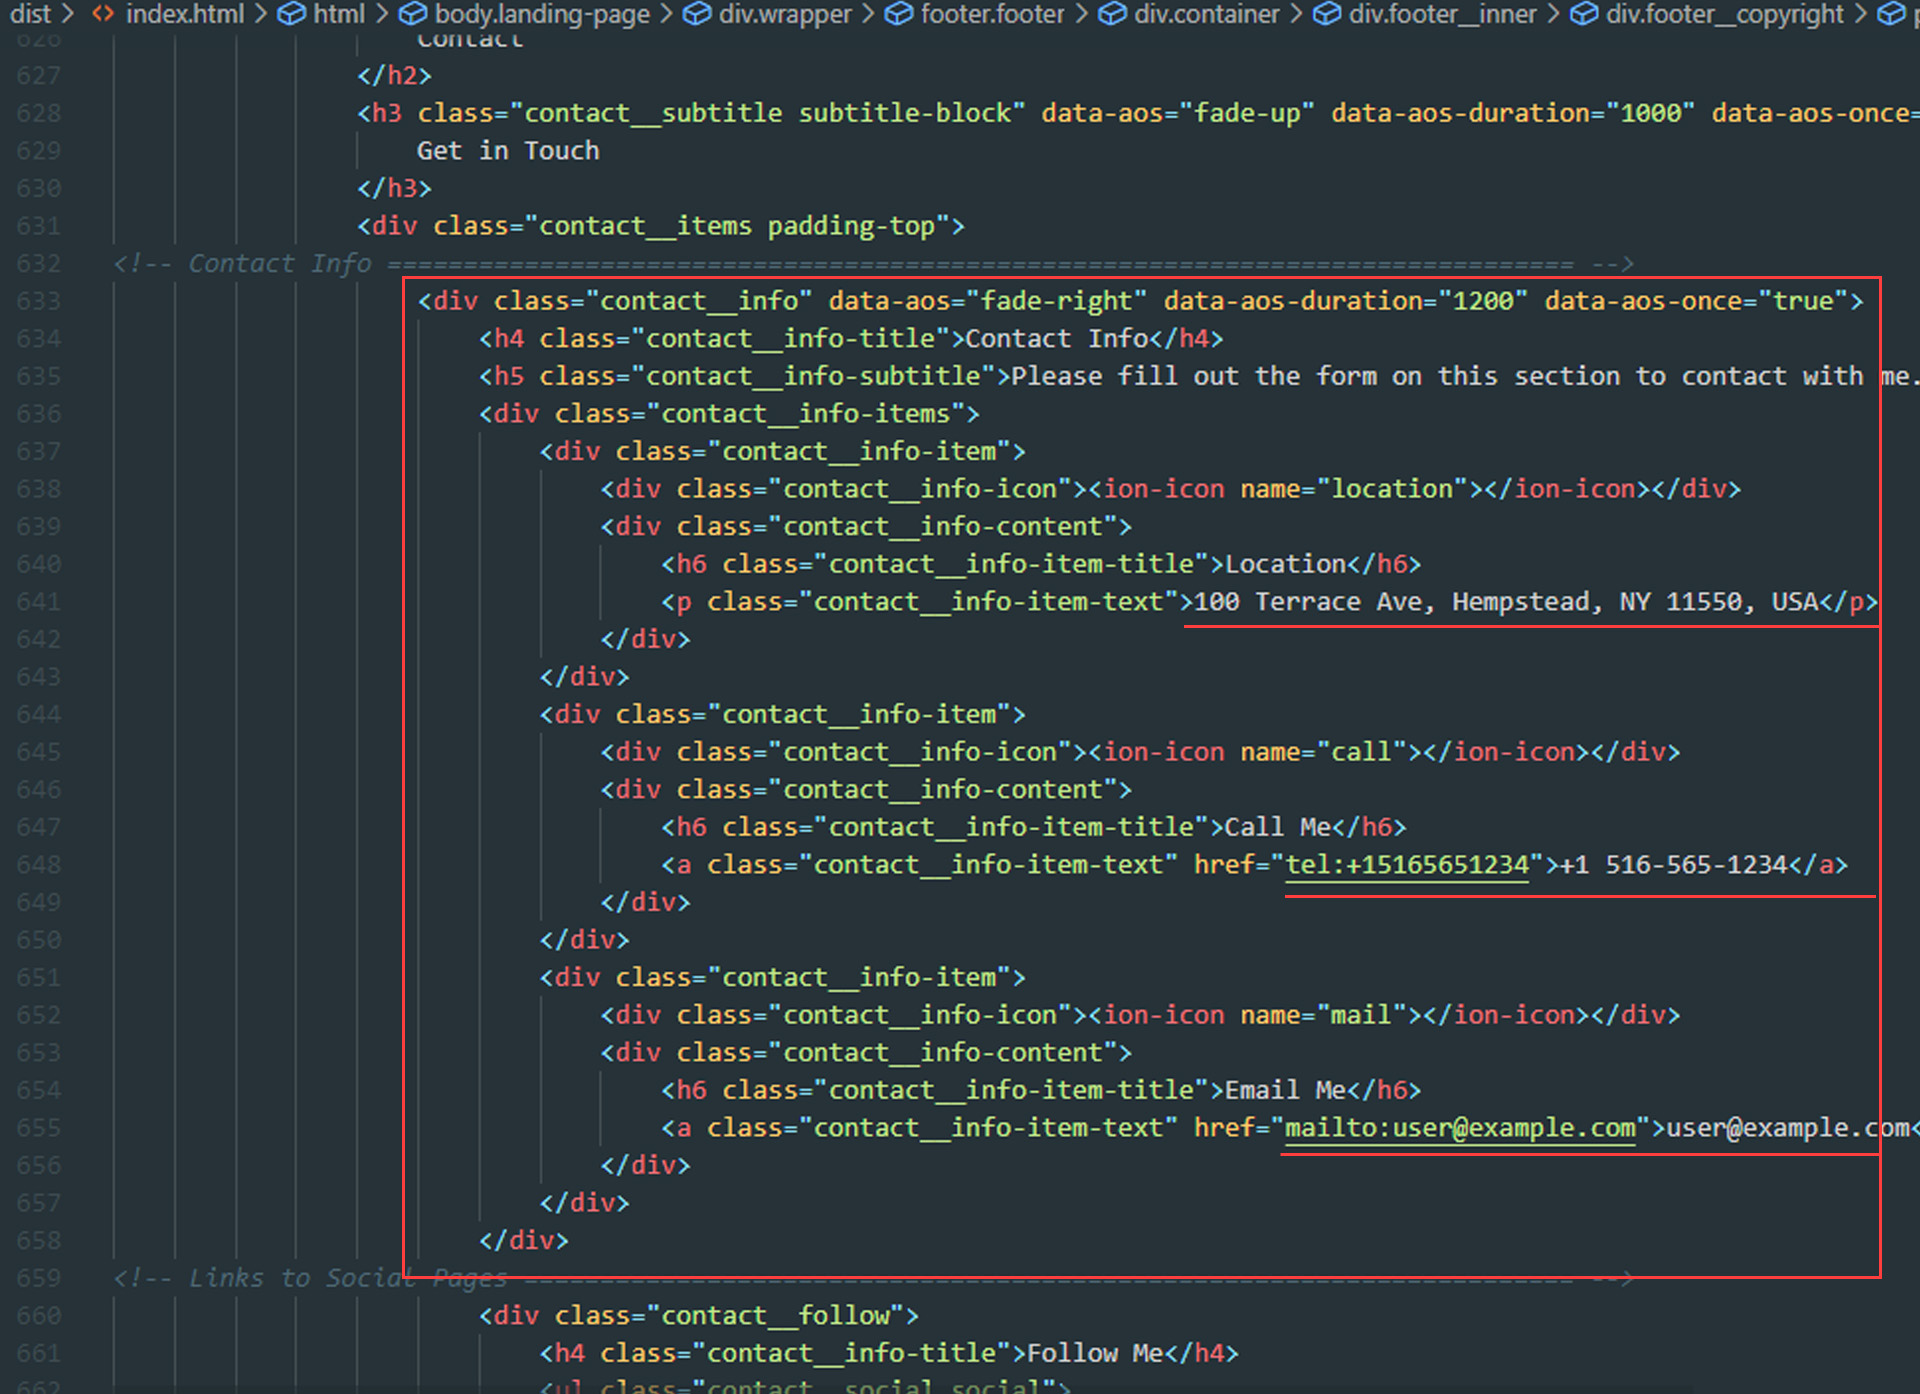 dist > <> index.html > html > body.landing-page > div.wrapper > footer.footer > div.container > div.footer__inner > div.footer__copyright >
626 Contact
627 </h2>
628 <h3 class="contact__subtitle subtitle-block" data-aos="fade-up" data-aos-duration="1000" data-aos-once=
629 Get in Touch
630 </h3>
631 <div class="contact__items padding-top">
632 <!-- Contact Info ============================================================================== -->
633 <div class="contact__info" data-aos="fade-right" data-aos-duration="1200" data-aos-once="true">
634 <h4 class="contact__info-title">Contact Info</h4>
635 <h5 class="contact__info-subtitle">Please fill out the form on this section to contact with me.
636 <div class="contact__info-items">
637 <div class="contact__info-item">
638 <div class="contact__info-icon"><ion-icon name="location"></ion-icon></div>
639 <div class="contact__info-content">
640 <h6 class="contact__info-item-title">Location</h6>
641 <p class="contact__info-item-text">100 Terrace Ave, Hempstead, NY 11550, USA</p>
642 </div>
643 </div>
644 <div class="contact__info-item">
645 <div class="contact__info-icon"><ion-icon name="call"></ion-icon></div>
646 <div class="contact__info-content">
647 <h6 class="contact__info-item-title">Call Me</h6>
648 <a class="contact__info-item-text" href="tel:+15165651234">+1 516-565-1234</a>
649 </div>
650 </div>
651 <div class="contact__info-item">
652 <div class="contact__info-icon"><ion-icon name="mail"></ion-icon></div>
653 <div class="contact__info-content">
654 <h6 class="contact__info-item-title">Email Me</h6>
655 <a class="contact__info-item-text" href="mailto:user@example.com">user@example.com<
656 </div>
657 </div>
658 </div>
659 <!-- Links to Social Pages ===================================================================== -->
660 <div class="contact__follow">
661 <h4 class="contact__info-title">Follow Me</h4>
662 <ul class="contact__social social">